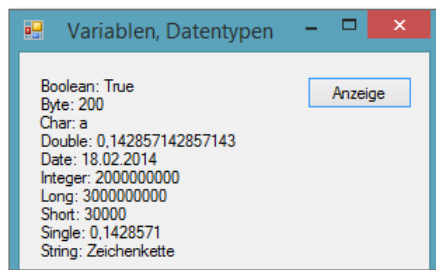 Variablen, Datentypen
Boolean: True
Anzeige
Byte: 200
Char: a
Double: 0,142857142857143
Date: 18.02.2014
Integer: 2000000000
Long: 3000000000
Short: 30000
Single: 0,1428571
String: Zeichenkette